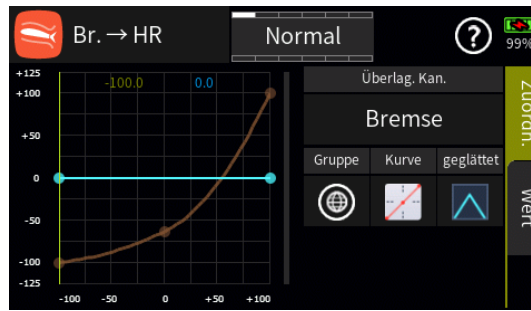 Br. → HR
Normal
?
99%
+125
+100
+50
0
-50
-100
-125
-100.0
0.0
-100 -50 0 +50 +100
Überlag. Kan.
Bremse
Gruppe Kurve geglättet
Zuordn.
Wert